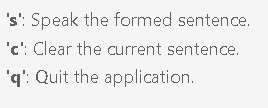 's': Speak the formed sentence.
'c': Clear the current sentence.
'q': Quit the application.